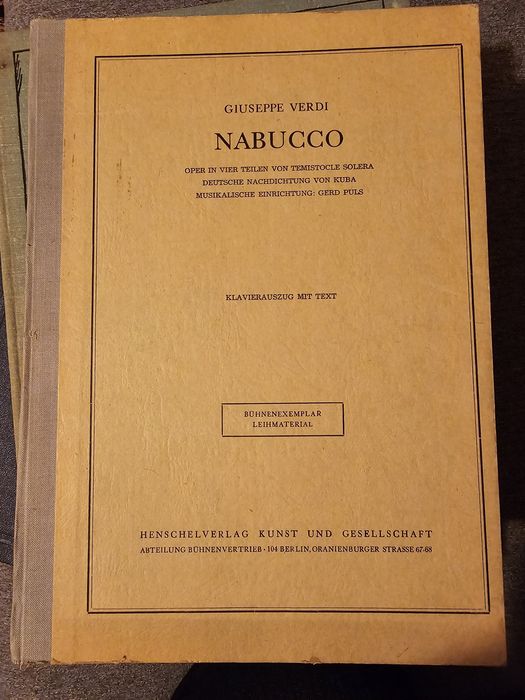 GIUSEPPE VERDI
NABUCCO
OPER IN VIER TEILEN VON TEMISTOCLE SOLERA
DEUTSCHE NACHDICHTUNG VON KUBA
MUSIKALISCHE EINRICHTUNG: GERD PULS
KLAVIERAUSZUG MIT TEXT
BÜHNENEXEMPLAR
LEIHMATERIAL
HENSCHELVERLAG KUNST UND GESELLSCHAFT
ABTEILUNG BÜHNENVERTRIEB · 104 BERLIN, ORANIENBURGER STRASSE 67-68